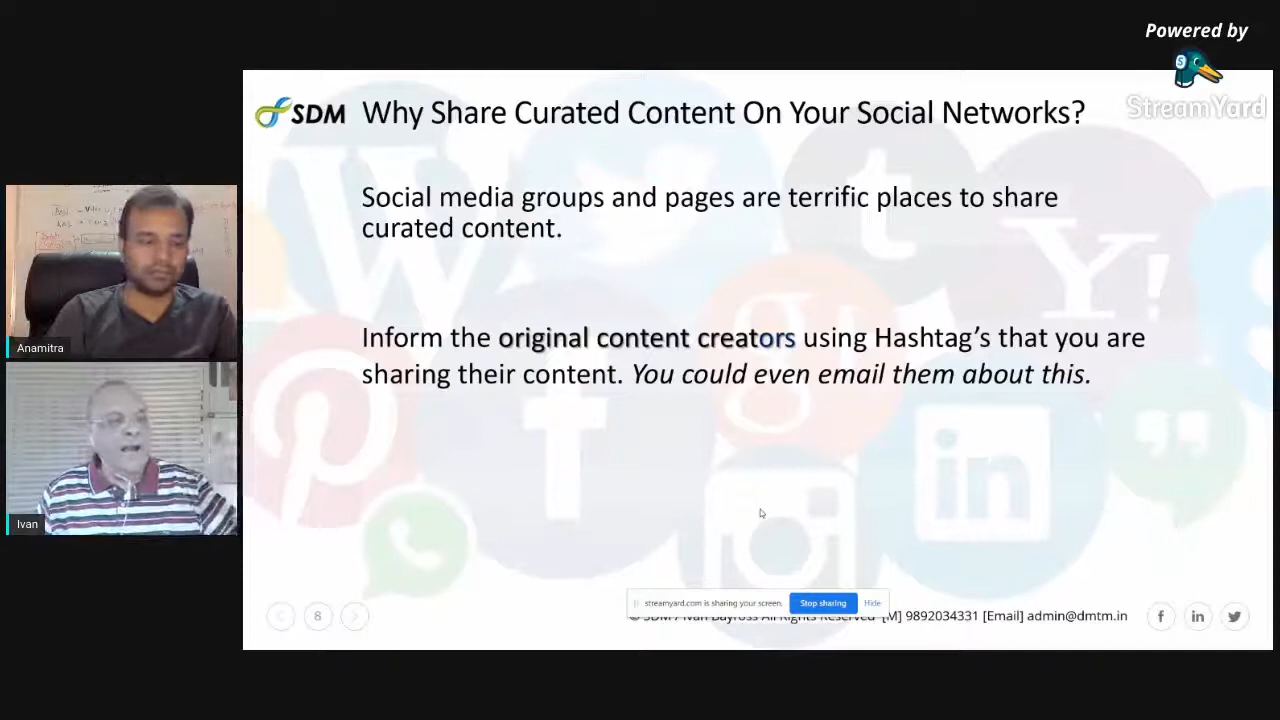 Powered by
StreamYard
SDM Why Share Curated Content On Your Social Networks?
Social media groups and pages are terrific places to share
curated content.
Inform the original content creators using Hashtag's that you are
sharing their content. You could even email them about this.
Anamitra
Ivan
streamyard.com is sharing your screen. Stop sharing Hide
8
© SDM / Ivan Bayross All Rights Reserved [M] 9892034331 [Email] admin@dmtm.in